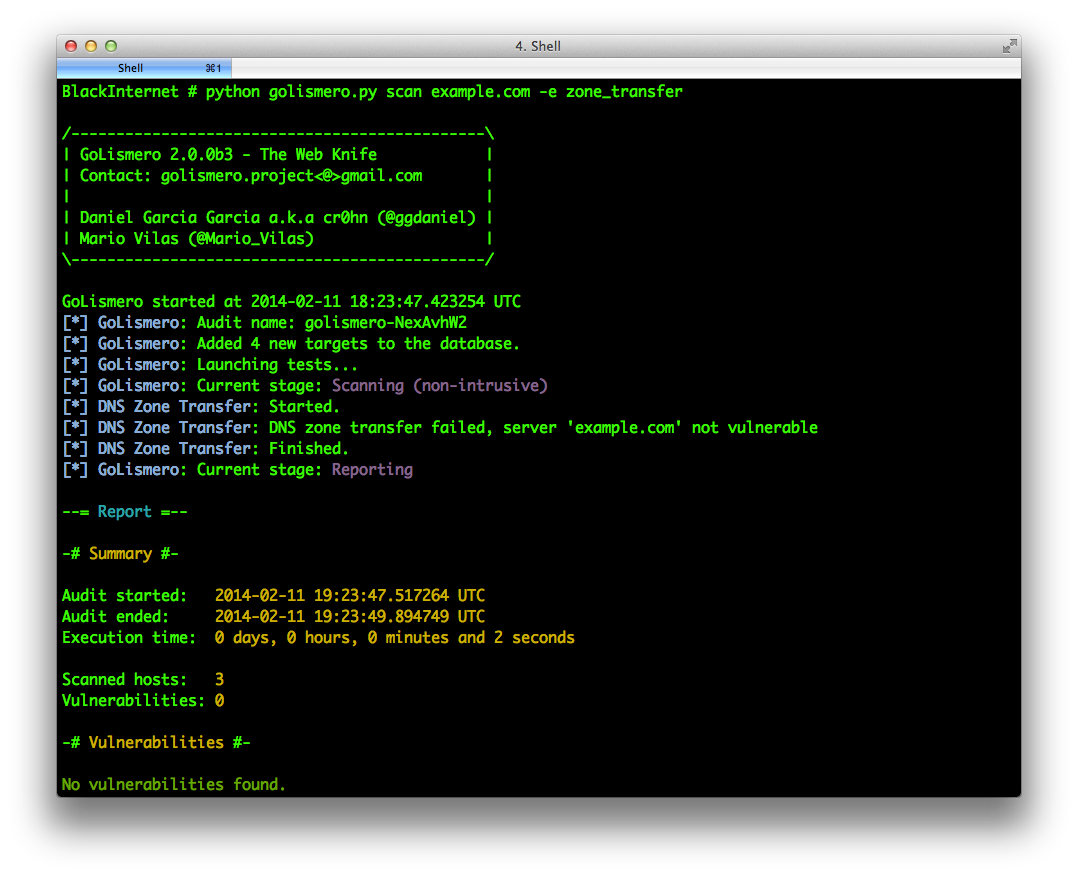 4. Shell
Shell ⌘1
BlackInternet # python golismero.py scan example.com -e zone_transfer
/----------------------------------------------\
| GoLismero 2.0.0b3 - The Web Knife            |
| Contact: golismero.project<@>gmail.com       |
|                                              |
| Daniel Garcia Garcia a.k.a cr0hn (@ggdaniel) |
| Mario Vilas (@Mario_Vilas)                   |
\----------------------------------------------/
GoLismero started at 2014-02-11 18:23:47.423254 UTC
[*] GoLismero: Audit name: golismero-NexAvhW2
[*] GoLismero: Added 4 new targets to the database.
[*] GoLismero: Launching tests...
[*] GoLismero: Current stage: Scanning (non-intrusive)
[*] DNS Zone Transfer: Started.
[*] DNS Zone Transfer: DNS zone transfer failed, server 'example.com' not vulnerable
[*] DNS Zone Transfer: Finished.
[*] GoLismero: Current stage: Reporting
--= Report =--
-# Summary #-
Audit started:   2014-02-11 19:23:47.517264 UTC
Audit ended:     2014-02-11 19:23:49.894749 UTC
Execution time:  0 days, 0 hours, 0 minutes and 2 seconds
Scanned hosts:   3
Vulnerabilities: 0
-# Vulnerabilities #-
No vulnerabilities found.